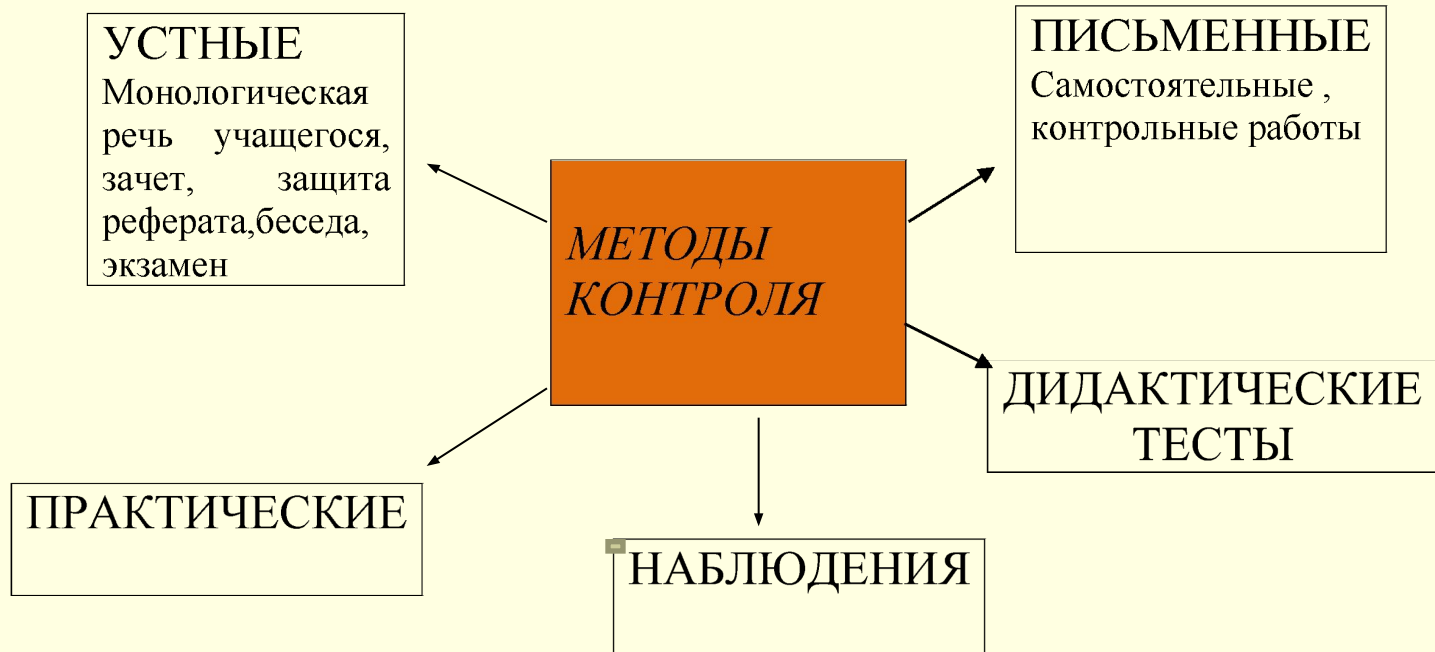 УСТНЫЕ
Монологическая
речь учащегося,
зачет, защита
реферата,беседа,
экзамен
ПИСЬМЕННЫЕ
Самостоятельные ,
контрольные работы
МЕТОДЫ
КОНТРОЛЯ
ДИДАКТИЧЕСКИЕ
ТЕСТЫ
ПРАКТИЧЕСКИЕ
НАБЛЮДЕНИЯ